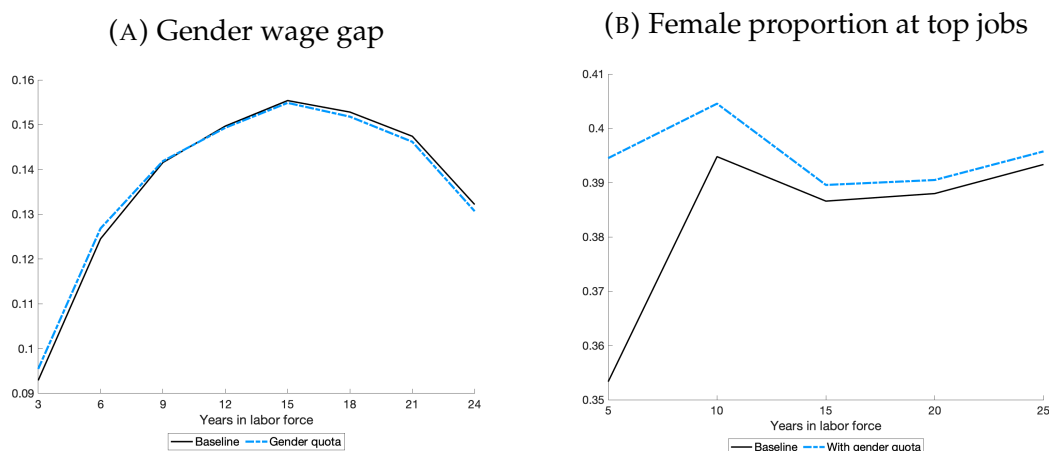 (A) Gender wage gap
0.16
0.15
0.14
0.13
0.12
0.11
0.1
0.09
3 6 9 12 15 18 21 24
Years in labor force
Baseline Gender quota
(B) Female proportion at top jobs
0.41
0.4
0.39
0.38
0.37
0.36
0.35
5 10 15 20 25
Years in labor force
Baseline With gender quota